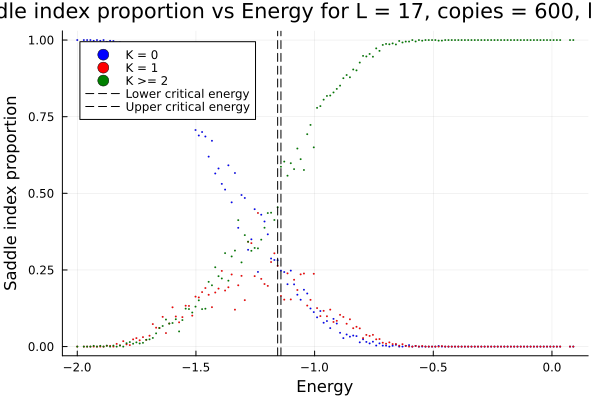 dle index proportion vs Energy for L = 17, copies = 600,
1.00
0.75
0.50
0.25
0.00
Saddle index proportion
K = 0
K = 1
K >= 2
Lower critical energy
Upper critical energy
−2.0 −1.5 −1.0 −0.5 0.0
Energy